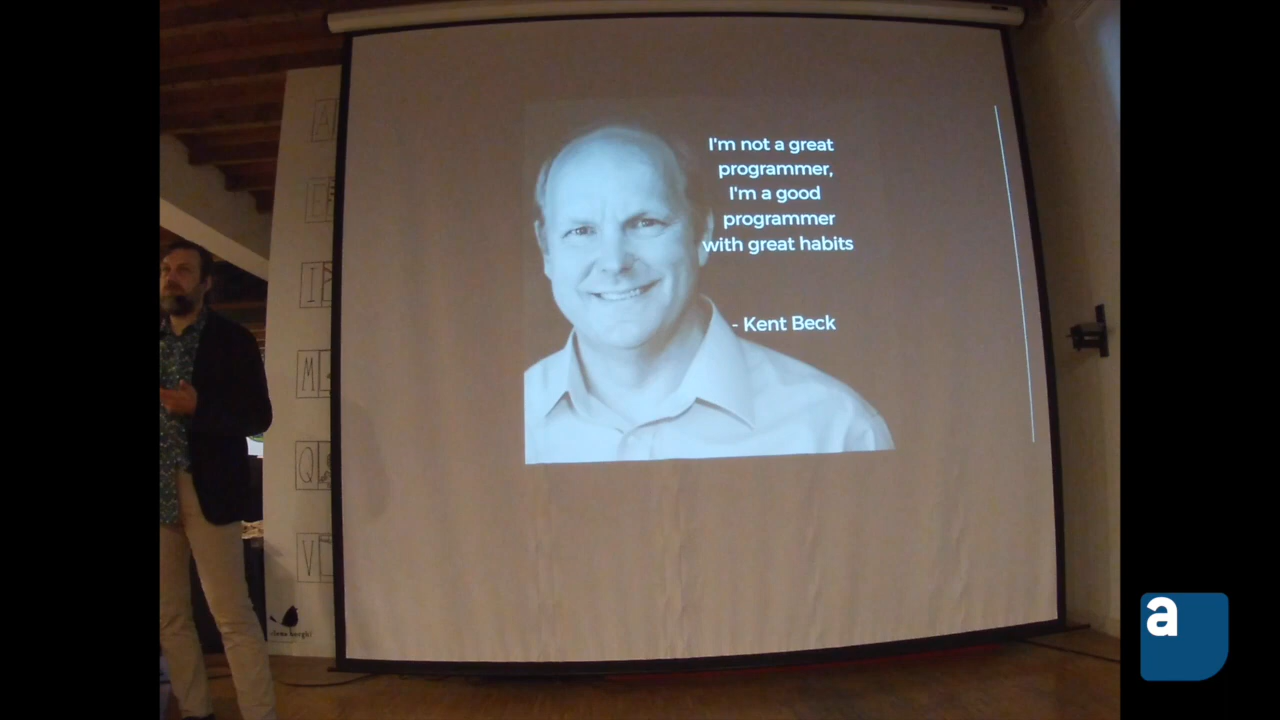 I'm not a great
programmer,
I'm a good
programmer
with great habits
- Kent Beck
A
I
M
Q
V
a